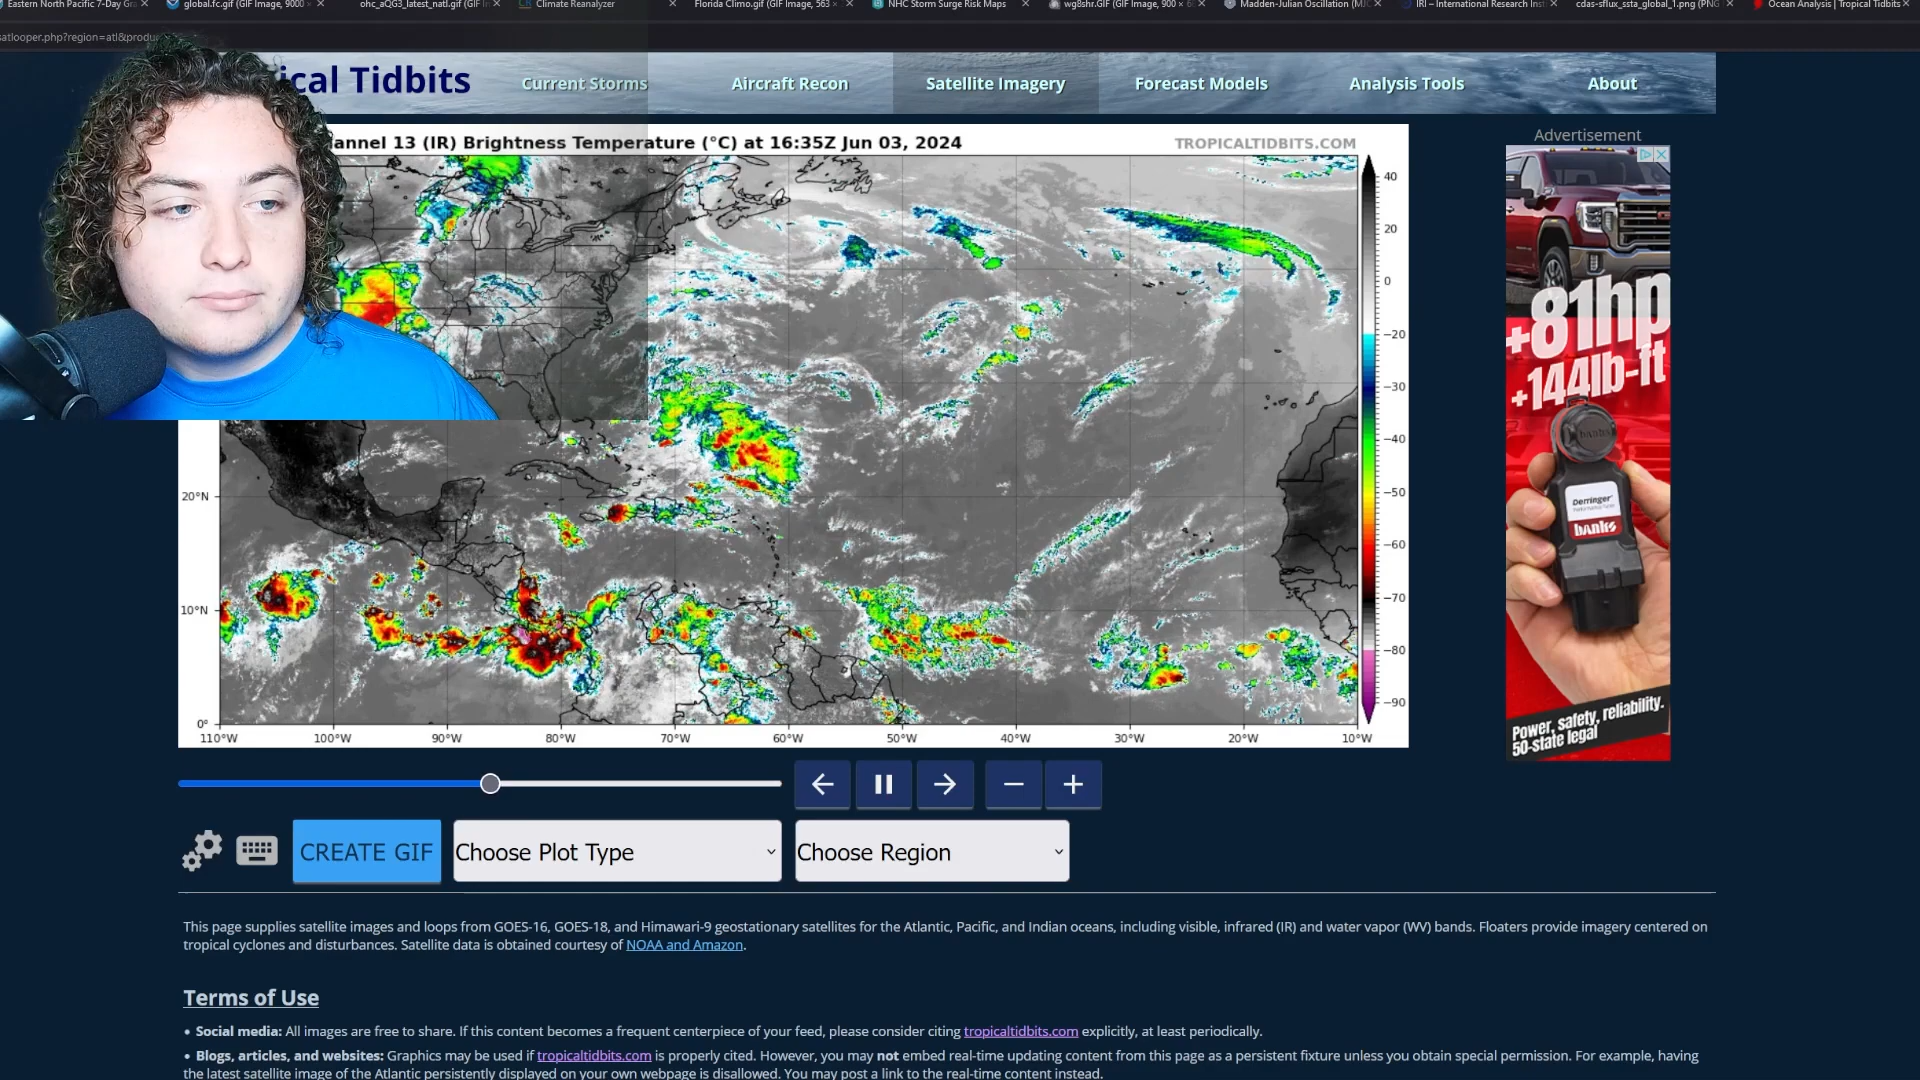 Eastern North Pacific 7-Day Gra
global.fc.gif (GIF Image, 9000
ohc_aQG3_latest_natl.gif (GIF I
Climate Reanalyzer
Florida Climo.gif (GIF Image, 563
NHC Storm Surge Risk Maps
wg8shr.GIF (GIF Image, 900 × 6
Madden-Julian Oscillation (MJ
IRI – International Research Inst
cdas-sflux_ssta_global_1.png (PNG
Ocean Analysis | Tropical Tidbits
satlooper.php?region=atl&produ
ical Tidbits
Current Storms
Aircraft Recon
Satellite Imagery
Forecast Models
Analysis Tools
About
annel 13 (IR) Brightness Temperature (°C) at 16:35Z Jun 03, 2024
TROPICALTIDBITS.COM
40
20
0
−20
−30
−40
−50
−60
−70
−80
−90
20°N
10°N
0°
110°W
100°W
90°W
80°W
70°W
60°W
50°W
40°W
30°W
20°W
10°W
Advertisement
+81hp
+144lb-ft
banks
Derringer
banks
Power, safety, reliability.
50-state legal
CREATE GIF
Choose Plot Type
Choose Region
This page supplies satellite images and loops from GOES-16, GOES-18, and Himawari-9 geostationary satellites for the Atlantic, Pacific, and Indian oceans, including visible, infrared (IR) and water vapor (WV) bands. Floaters provide imagery centered on
tropical cyclones and disturbances. Satellite data is obtained courtesy of NOAA and Amazon.
Terms of Use
• Social media: All images are free to share. If this content becomes a frequent centerpiece of your feed, please consider citing tropicaltidbits.com explicitly, at least periodically.
• Blogs, articles, and websites: Graphics may be used if tropicaltidbits.com is properly cited. However, you may not embed real-time updating content from this page as a persistent fixture unless you obtain special permission. For example, having
the latest satellite image of the Atlantic persistently displayed on your own webpage is disallowed. You may post a link to the real-time content instead.